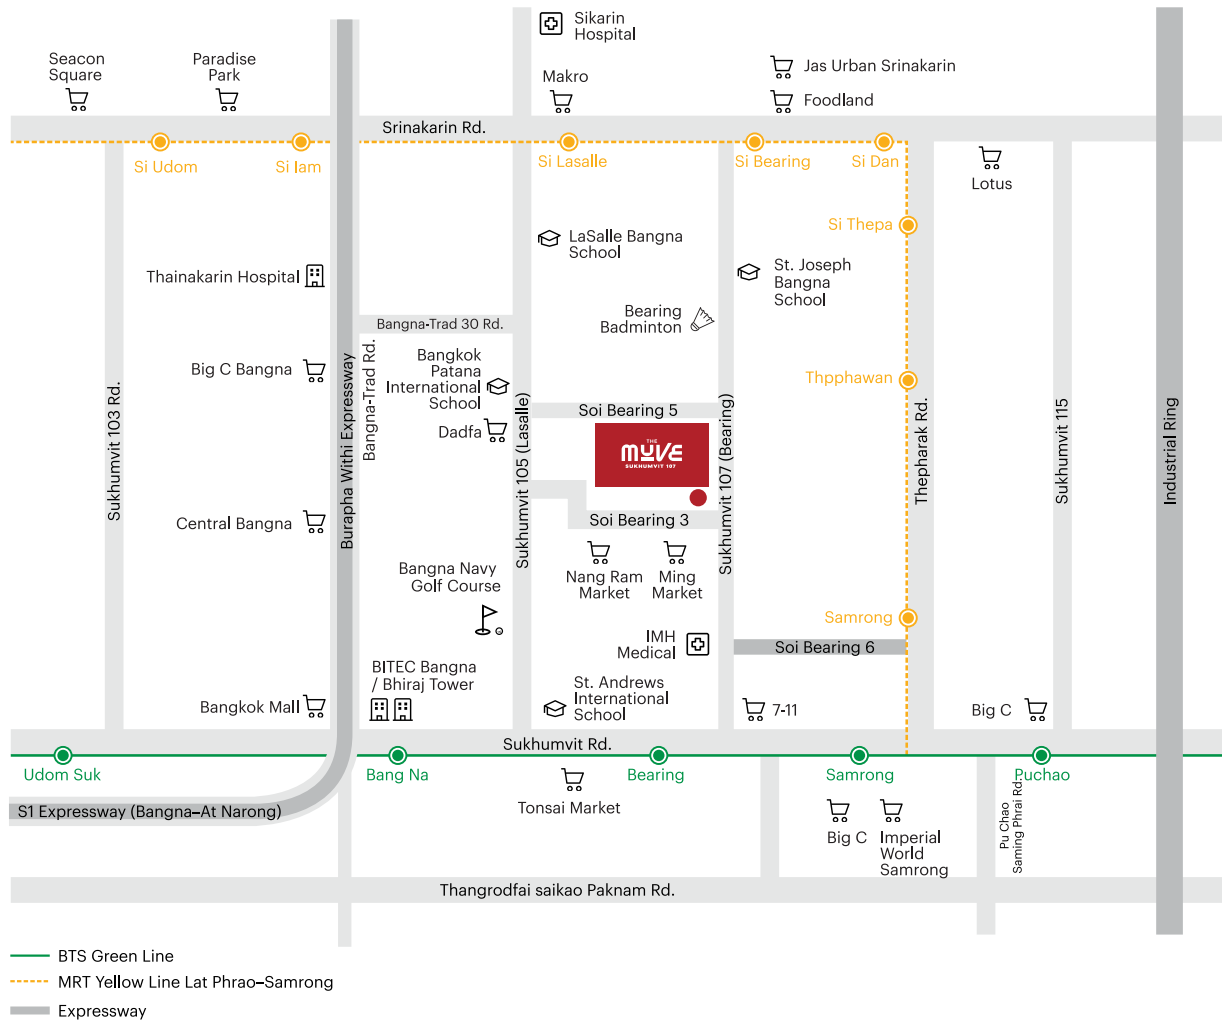 Sikarin
Hospital
Seacon
Square
Paradise
Park
Makro
Jas Urban Srinakarin
Foodland
Srinakarin Rd.
Si Udom
Si Iam
Si Lasalle
Si Bearing
Si Dan
Lotus
Si Thepa
LaSalle Bangna
School
St. Joseph
Bangna
School
Thainakarin Hospital
Bearing
Badminton
Bangna-Trad 30 Rd.
Bangna-Trad Rd.
Big C Bangna
Bangkok
Patana
International
School
Thpphawan
Soi Bearing 5
Dadfa
THE
MUVE
SUKHUMVIT 107
Sukhumvit 103 Rd.
Burapha Withi Expressway
Sukhumvit 105 (Lasalle)
Sukhumvit 107 (Bearing)
Thepharak Rd.
Sukhumvit 115
Industrial Ring
Central Bangna
Soi Bearing 3
Bangna Navy
Golf Course
Nang Ram
Market
Ming
Market
Samrong
IMH
Medical
Soi Bearing 6
BITEC Bangna
/ Bhiraj Tower
St. Andrews
International
School
Bangkok Mall
7-11
Big C
Sukhumvit Rd.
Udom Suk
Bang Na
Bearing
Samrong
Puchao
S1 Expressway (Bangna–At Narong)
Tonsai Market
Big C
Imperial
World
Samrong
Pu Chao
Saming Phrai Rd.
Thangrodfai saikao Paknam Rd.
BTS Green Line
MRT Yellow Line Lat Phrao–Samrong
Expressway